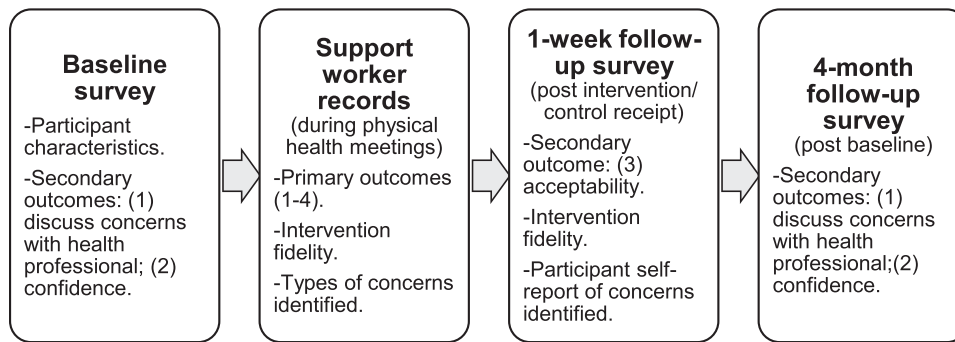 Baseline
survey
-Participant
characteristics.
-Secondary
outcomes: (1)
discuss concerns
with health
professional; (2)
confidence.
Support
worker
records
(during physical
health meetings)
-Primary outcomes
(1-4).
-Intervention
fidelity.
-Types of concerns
identified.
1-week follow-
up survey
(post intervention/
control receipt)
-Secondary
outcome: (3)
acceptability.
-Intervention
fidelity.
-Participant self-
report of concerns
identified.
4-month
follow-up
survey
(post baseline)
-Secondary
outcomes: (1)
discuss concerns
with health
professional;(2)
confidence.